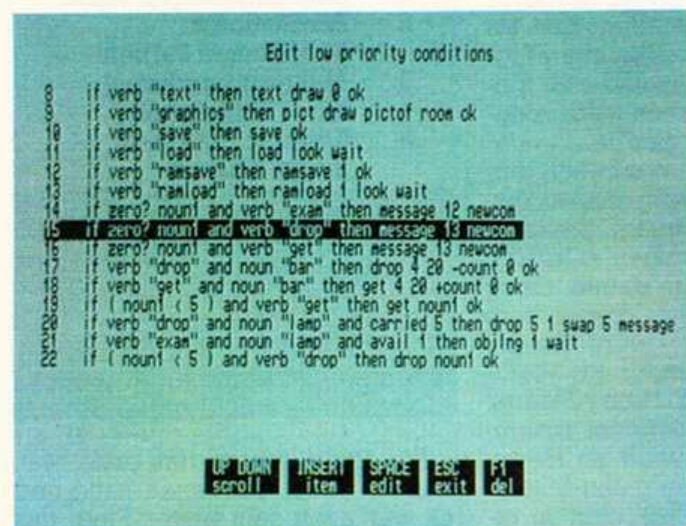 Edit low priority conditions
8 if verb "text" then text draw 0 ok
9 if verb "graphics" then pict draw pictof room ok
10 if verb "save" then save ok
11 if verb "load" then load look wait
12 if verb "ramsave" then ramsave 1 ok
13 if verb "ramload" then ramload 1 look wait
14 if zero? noun1 and verb "exam" then message 12 newcom
15 if zero? noun1 and verb "drop" then message 13 newcom
16 if zero? noun1 and verb "get" then message 13 newcom
17 if verb "drop" and noun "bar" then drop 4 20 -count 0 ok
18 if verb "get" and noun "bar" then get 4 20 +count 0 ok
19 if ( noun1 < 5 ) and verb "get" then get noun1 ok
20 if verb "drop" and noun "lamp" and carried 5 then drop 5 1 swap 5 message
21 if verb "exam" and noun "lamp" and avail 1 then objlng 1 wait
22 if ( noun1 < 5 ) and verb "drop" then drop noun1 ok
UP DOWN INSERT SPACE ESC F1
scroll item edit exit del